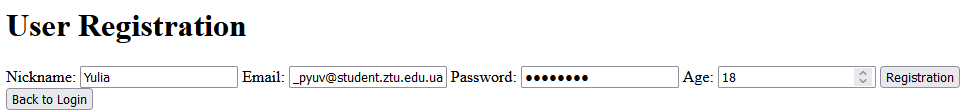 User Registration
Nickname: Yulia Email: _pyuv@student.ztu.edu.ua Password: ●●●●●●●● Age: 18 Registration
Back to Login